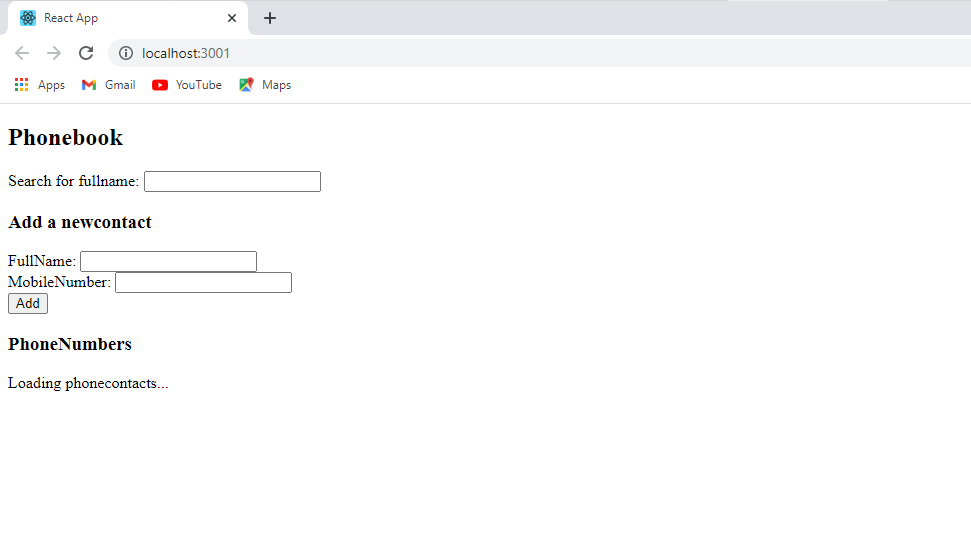 React App
localhost:3001
Apps Gmail YouTube Maps
Phonebook
Search for fullname:
Add a newcontact
FullName:
MobileNumber:
Add
PhoneNumbers
Loading phonecontacts...